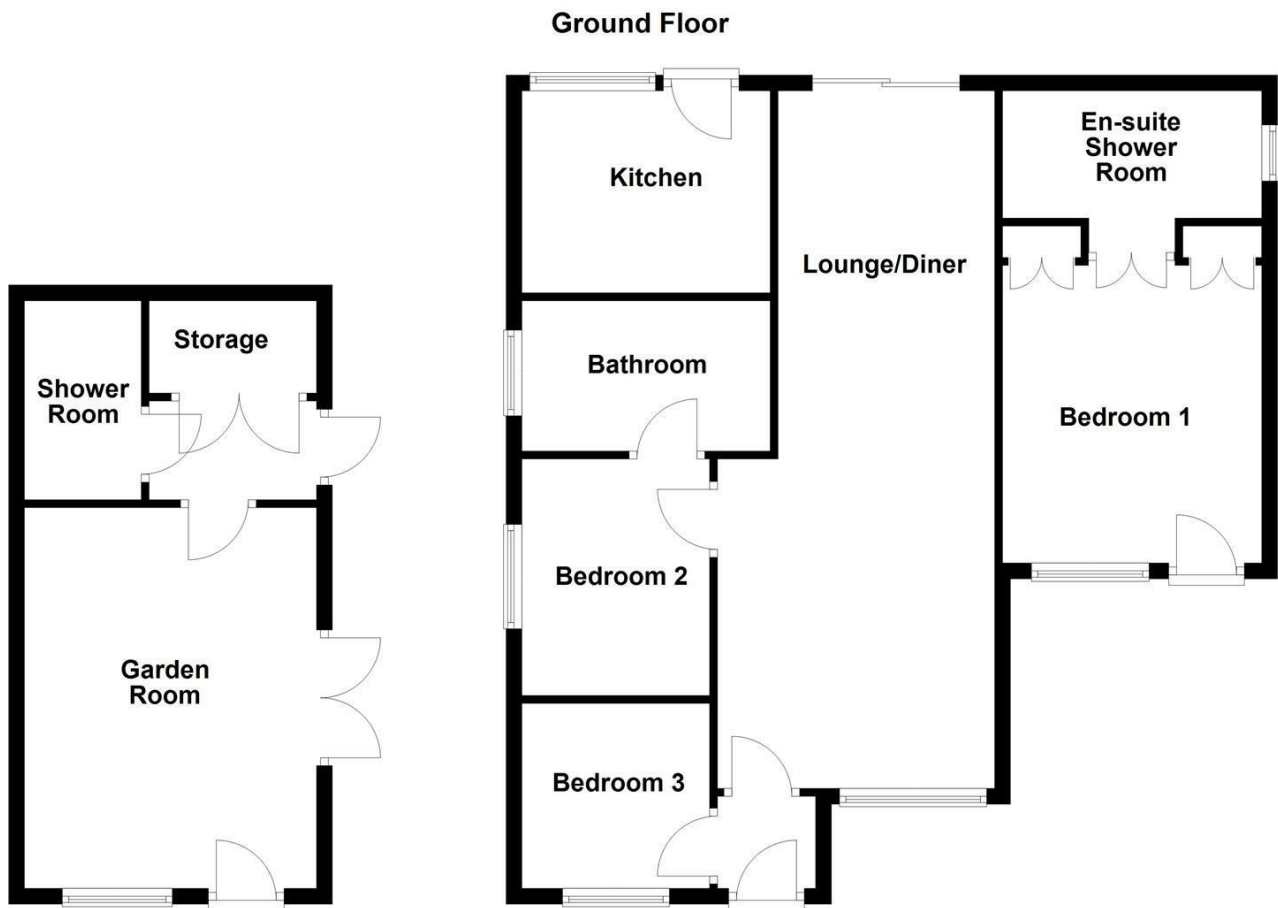 Ground Floor
Kitchen
En-suite
Shower
Room
Lounge/Diner
Storage
Shower
Room
Bathroom
Bedroom 1
Bedroom 2
Garden
Room
Bedroom 3